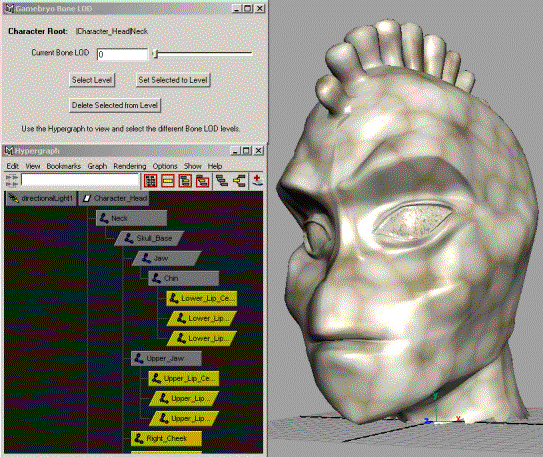 Gamebryo Bone LOD
Character Root: |Character_Head|Neck
Current Bone LOD 0
Select Level Set Selected to Level
Delete Selected from Level
Use the Hypergraph to view and select the different Bone LOD levels.
Hypergraph
Edit View Bookmarks Graph Rendering Options Show Help
directionalLight1 Character_Head
Neck
Skull_Base
Jaw
Chin
Lower_Lip_Ce...
Lower_Lip...
Lower_Lip...
Upper_Jaw
Upper_Lip_Ce...
Upper_Lip...
Upper_Lip...
Right_Cheek
Y
Z X